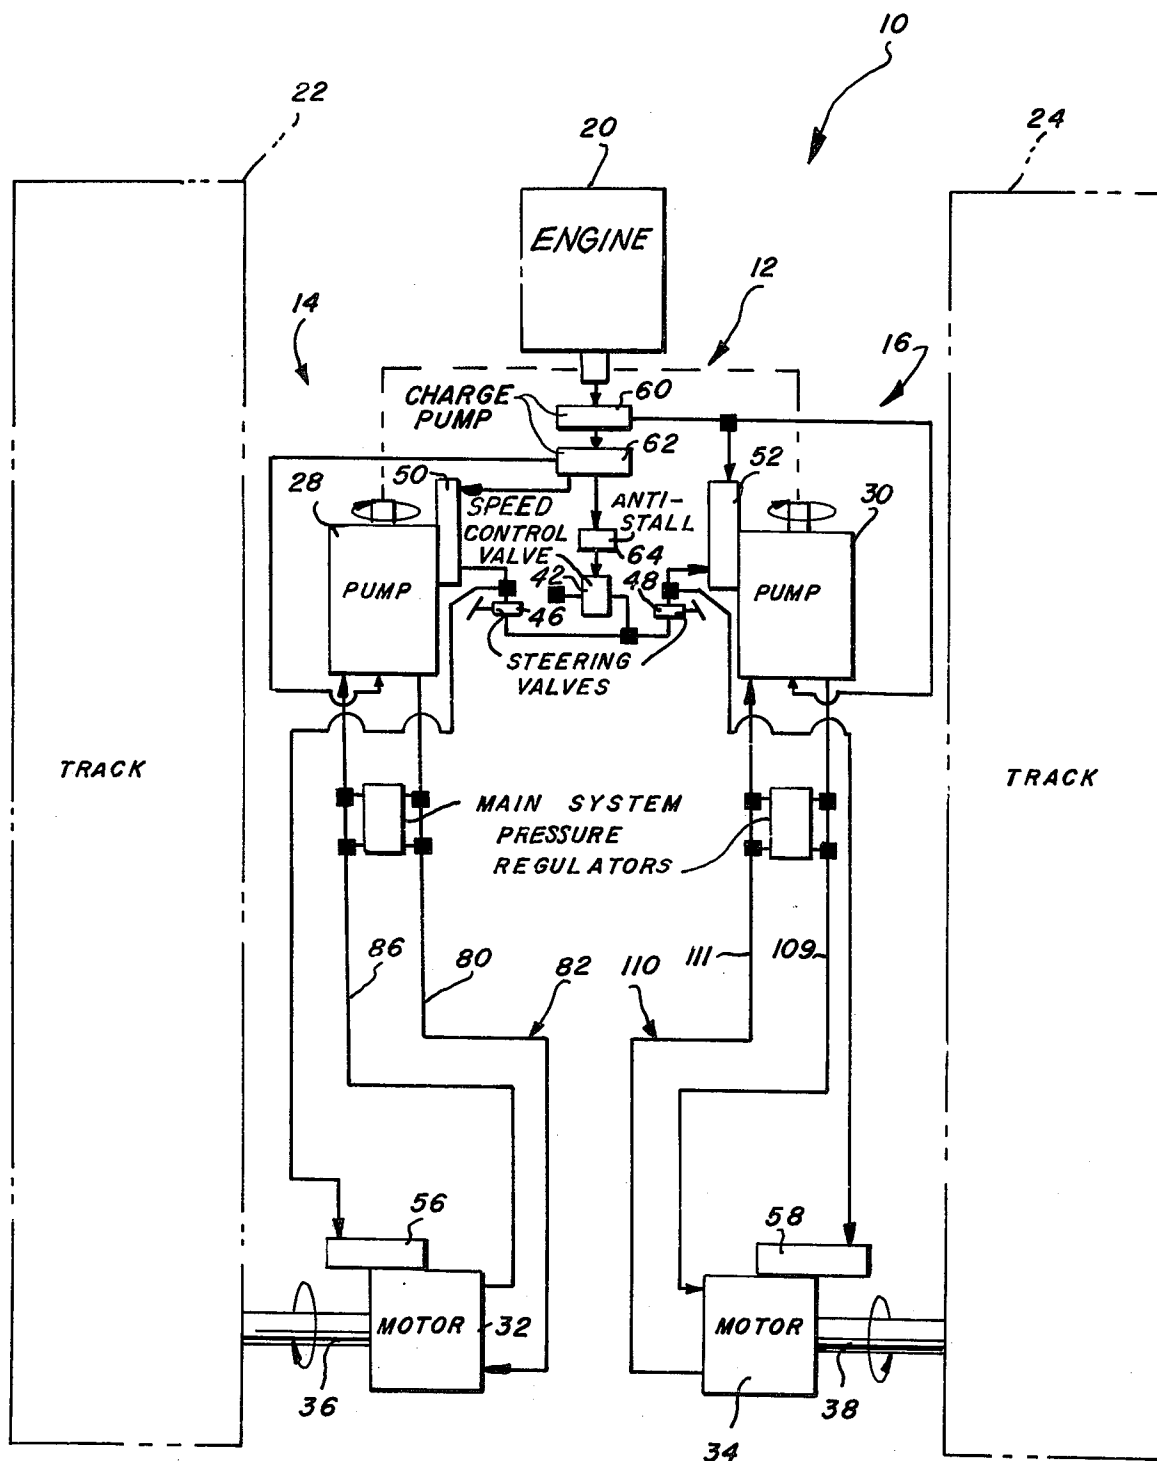 10
22
20
24
ENGINE
12
14
16
CHARGE
PUMP
60
62
28
50
SPEED
CONTROL
VALVE
ANTI-
STALL
64
52
30
PUMP
42
48
46
PUMP
STEERING
VALVES
TRACK
TRACK
MAIN SYSTEM
PRESSURE
REGULATORS
86
80
82
110
111
109
56
58
MOTOR
32
MOTOR
36
34
38